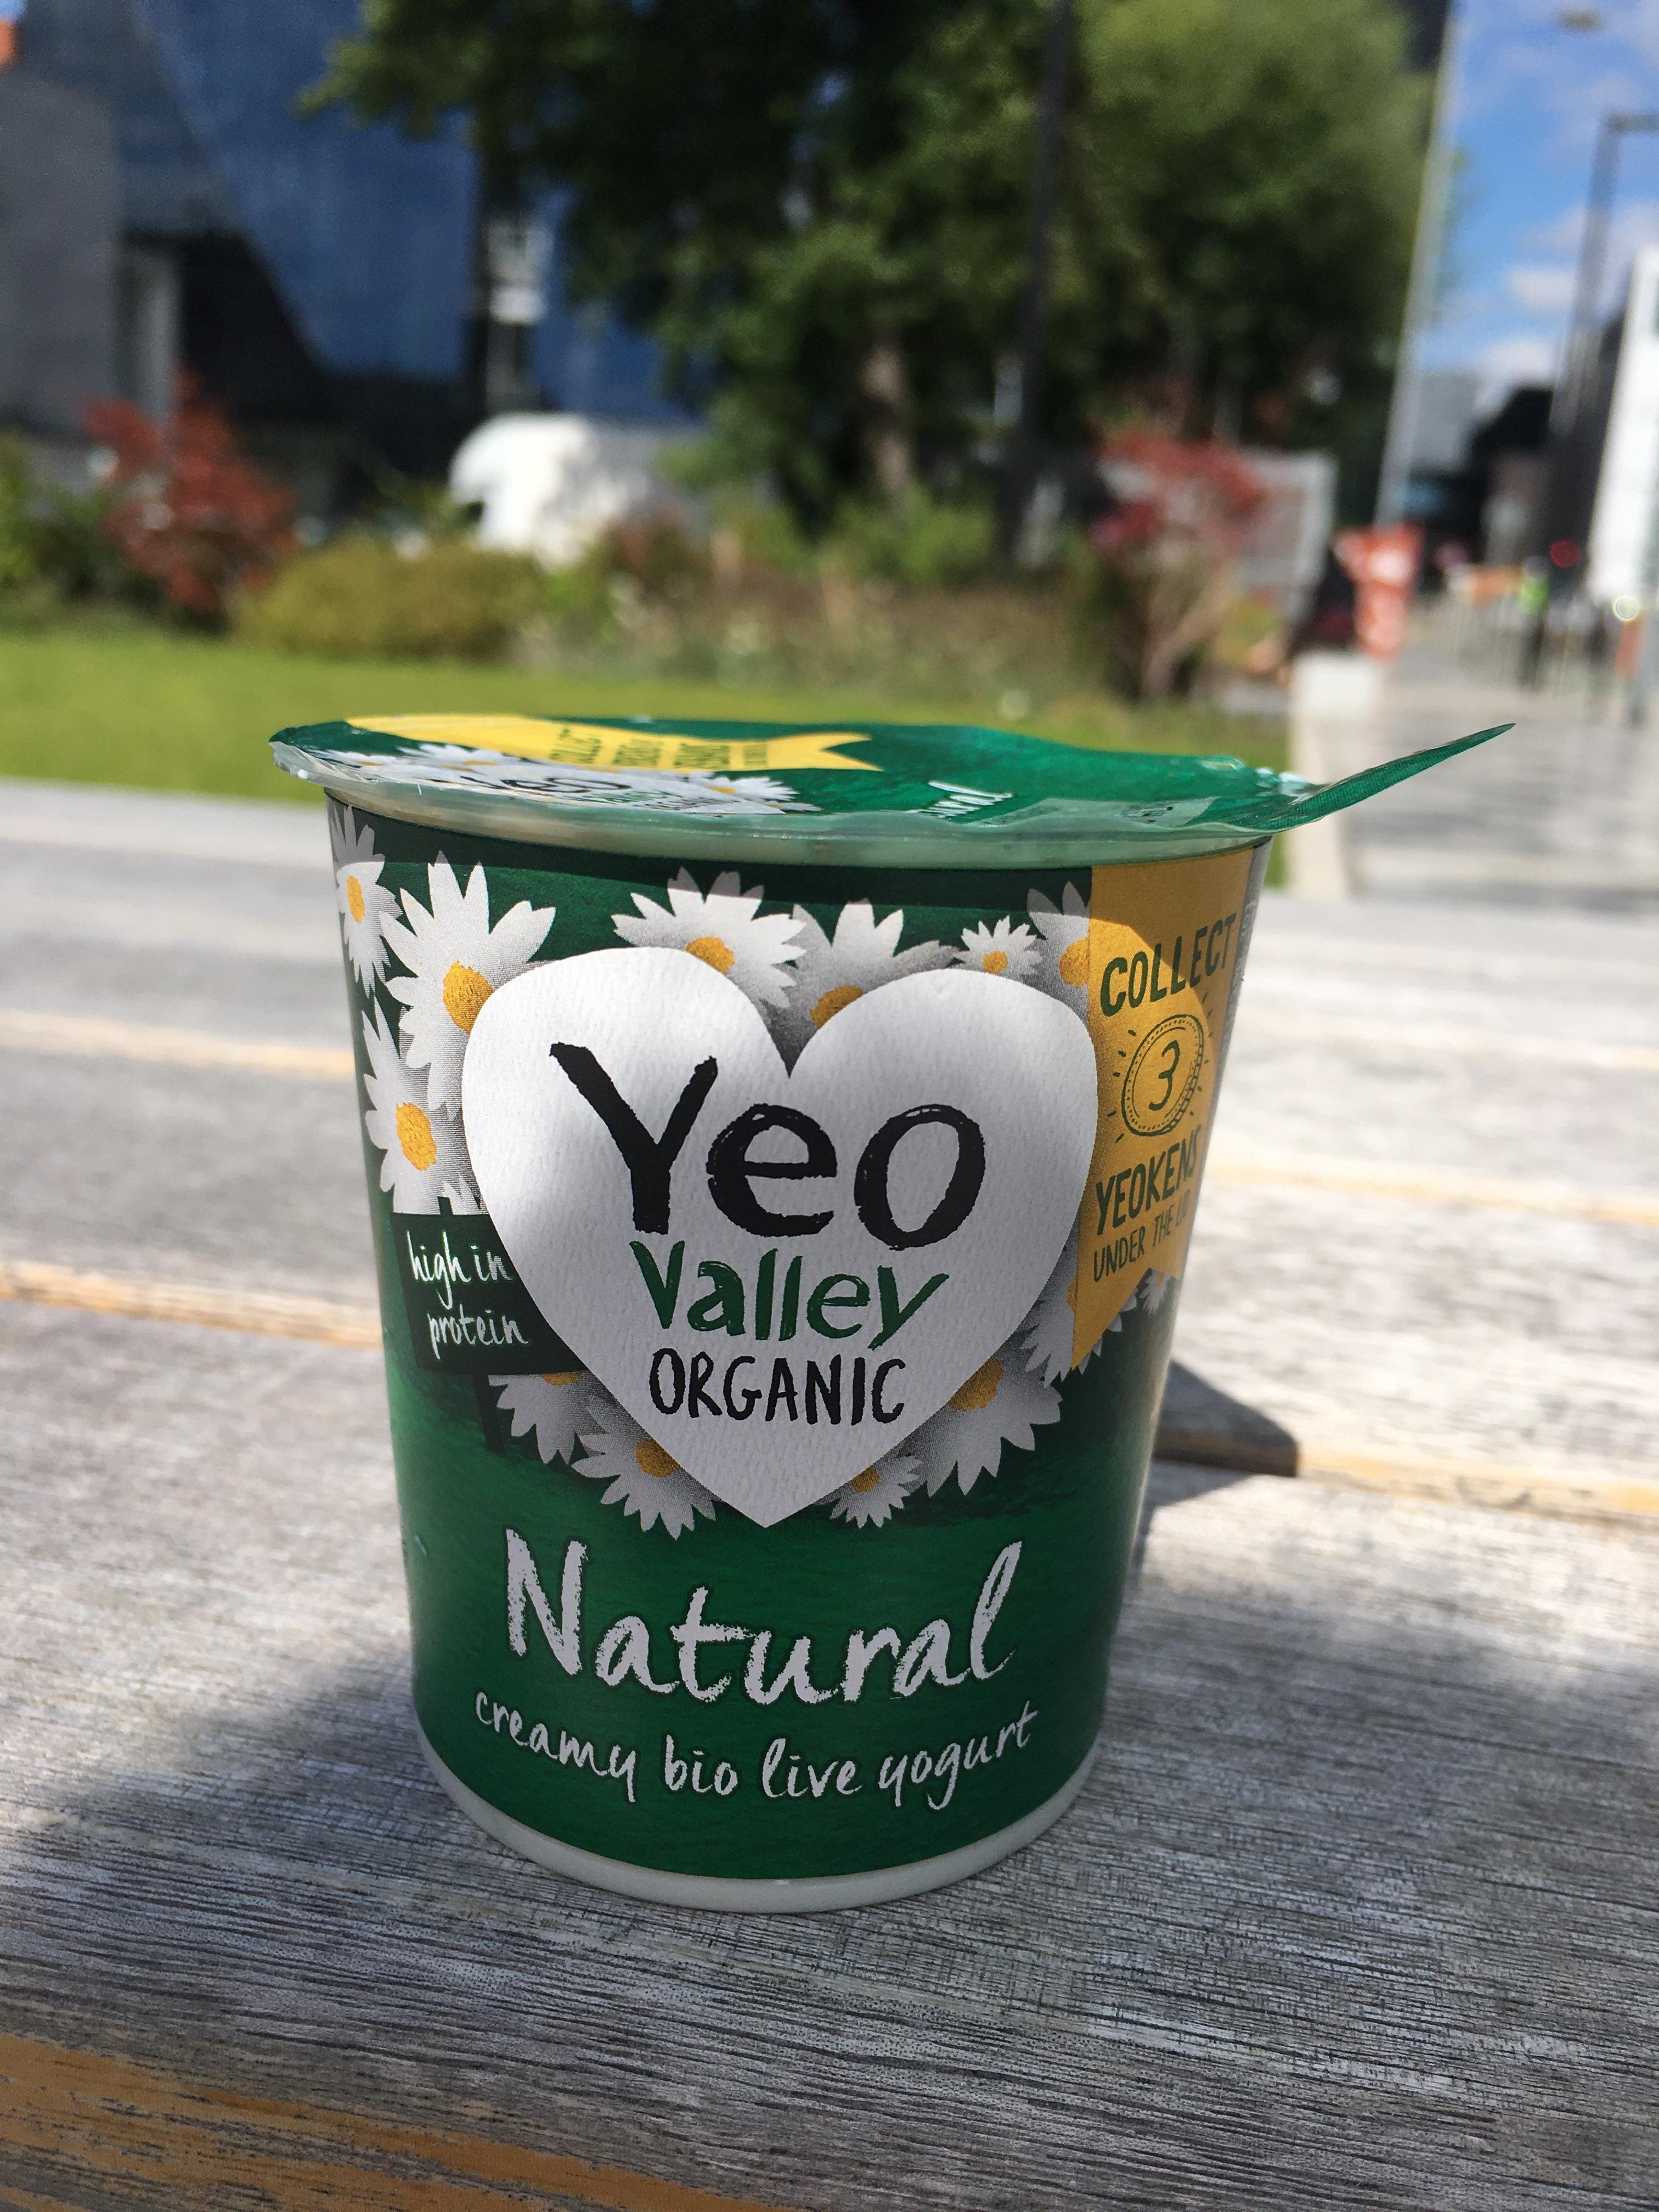 Yeo
Valley
ORGANIC
high in
protein
COLLECT
3
YEOKENS
UNDER THE LID
Natural
creamy bio live yogurt